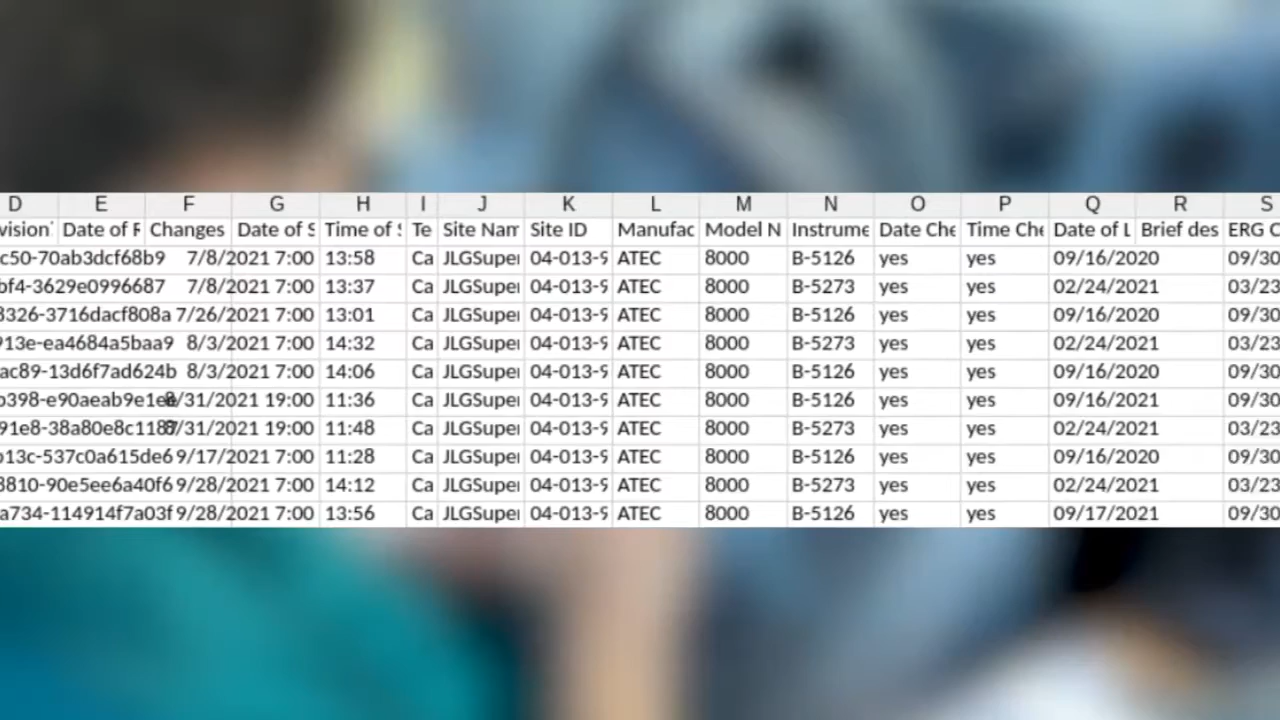 D E F G H I J K L M N O P Q R S
vision' Date of F Changes Date of S Time of S Te Site Nam Site ID Manufac Model N Instrume Date Che Time Che Date of L Brief des ERG C
c50-70ab3dcf68b9 7/8/2021 7:00 13:58 Ca JLGSuper 04-013-9 ATEC 8000 B-5126 yes yes 09/16/2020 09/30
bf4-3629e0996687 7/8/2021 7:00 13:37 Ca JLGSuper 04-013-9 ATEC 8000 B-5273 yes yes 02/24/2021 03/23
3326-3716dacf808a 7/26/2021 7:00 13:01 Ca JLGSuper 04-013-9 ATEC 8000 B-5126 yes yes 09/16/2020 09/30
913e-ea4684a5baa9 8/3/2021 7:00 14:32 Ca JLGSuper 04-013-9 ATEC 8000 B-5273 yes yes 02/24/2021 03/23
ac89-13d6f7ad624b 8/3/2021 7:00 14:06 Ca JLGSuper 04-013-9 ATEC 8000 B-5126 yes yes 09/16/2020 09/30
b398-e90aeab9e1ee /31/2021 19:00 11:36 Ca JLGSuper 04-013-9 ATEC 8000 B-5126 yes yes 09/16/2021 09/30
91e8-38a80e8c1187 /31/2021 19:00 11:48 Ca JLGSuper 04-013-9 ATEC 8000 B-5273 yes yes 02/24/2021 03/23
b13c-537c0a615de6 9/17/2021 7:00 11:28 Ca JLGSuper 04-013-9 ATEC 8000 B-5126 yes yes 09/16/2020 09/30
3810-90e5ee6a40f6 9/28/2021 7:00 14:12 Ca JLGSuper 04-013-9 ATEC 8000 B-5273 yes yes 02/24/2021 03/23
a734-114914f7a03f 9/28/2021 7:00 13:56 Ca JLGSuper 04-013-9 ATEC 8000 B-5126 yes yes 09/17/2021 09/30